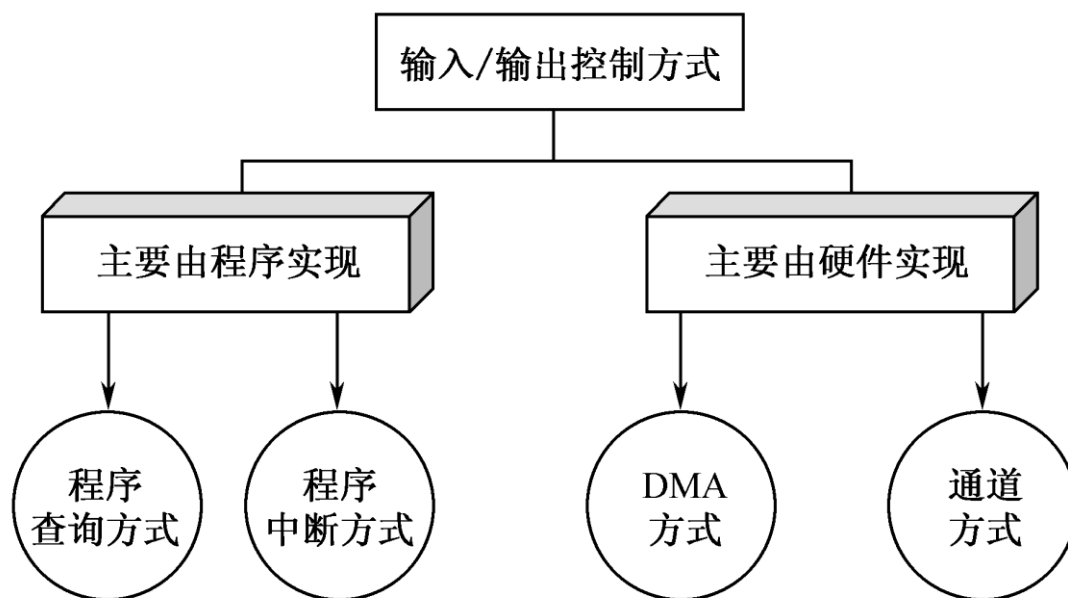 输入/输出控制方式
主要由程序实现
主要由硬件实现
程序
查询方式
程序
中断方式
DMA
方式
通道
方式